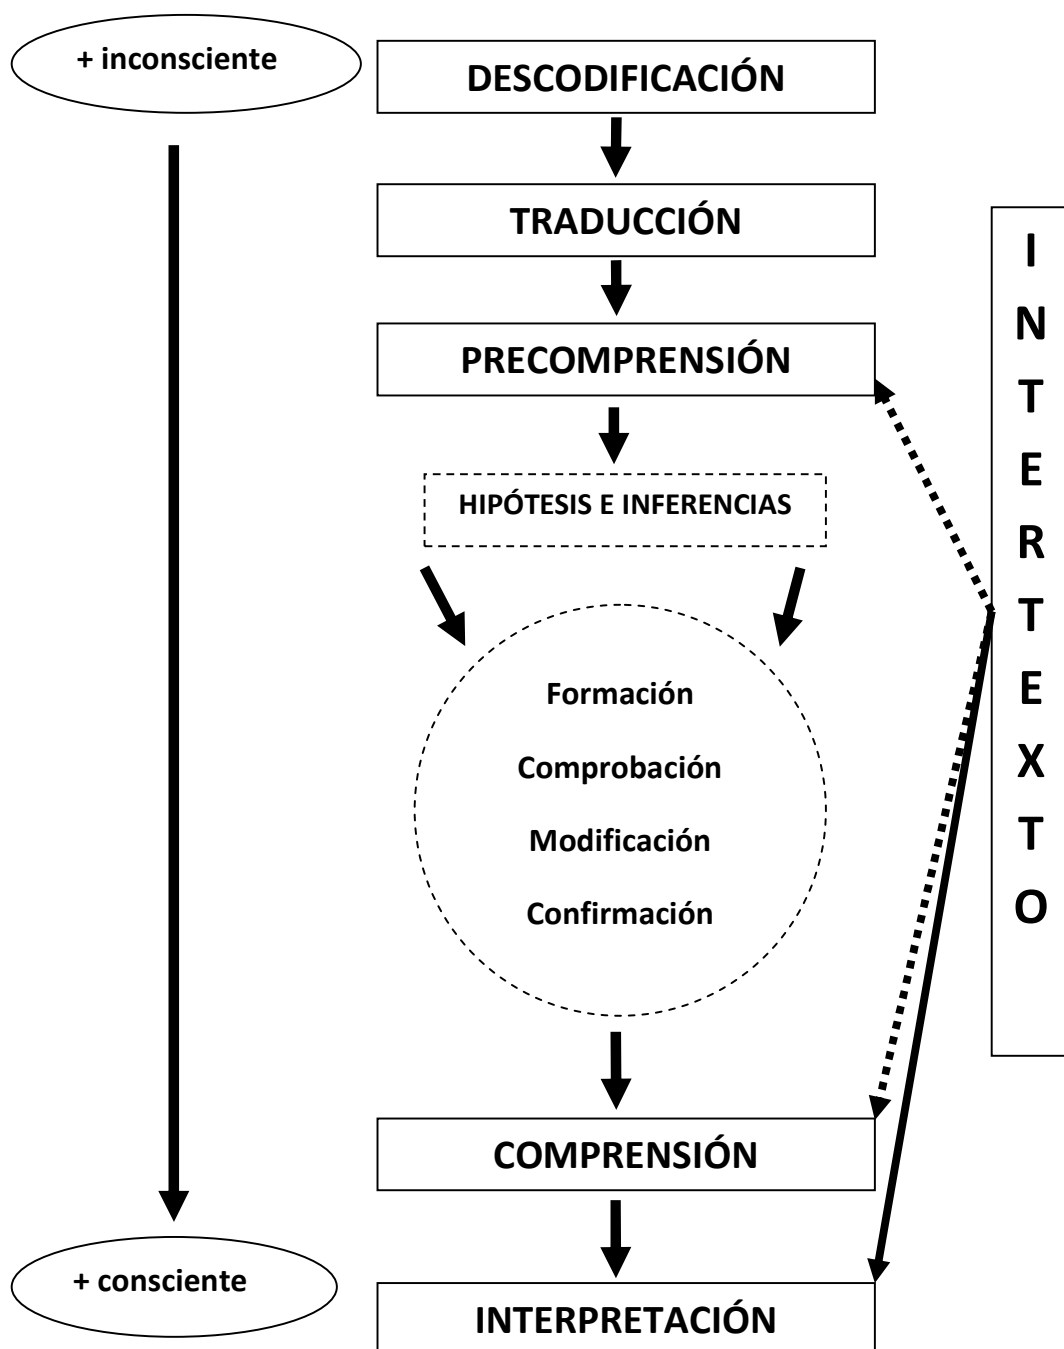 + inconsciente
DESCODIFICACIÓN
TRADUCCIÓN
PRECOMPRENSIÓN
HIPÓTESIS E INFERENCIAS
Formación
Comprobación
Modificación
Confirmación
COMPRENSIÓN
+ consciente
INTERPRETACIÓN
I
N
T
E
R
T
E
X
T
O